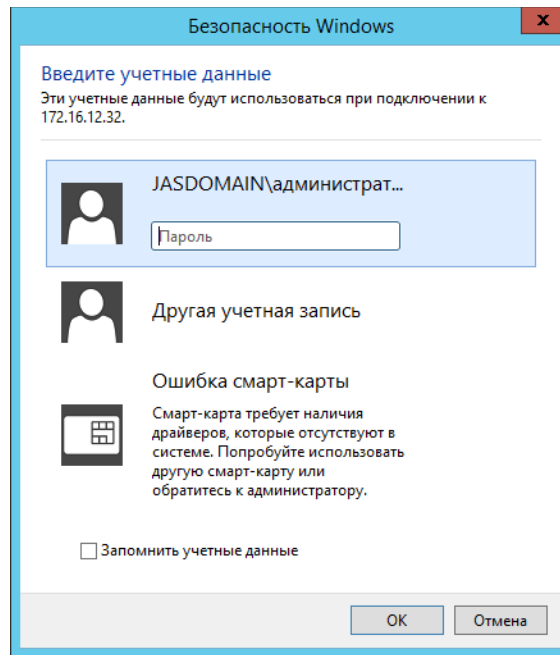 Безопасность Windows
x
Введите учетные данные
Эти учетные данные будут использоваться при подключении к
172.16.12.32.
JASDOMAIN\администрат...
Пароль
Другая учетная запись
Ошибка смарт-карты
Смарт-карта требует наличия
драйверов, которые отсутствуют в
системе. Попробуйте использовать
другую смарт-карту или
обратитесь к администратору.
Запомнить учетные данные
ОК
Отмена